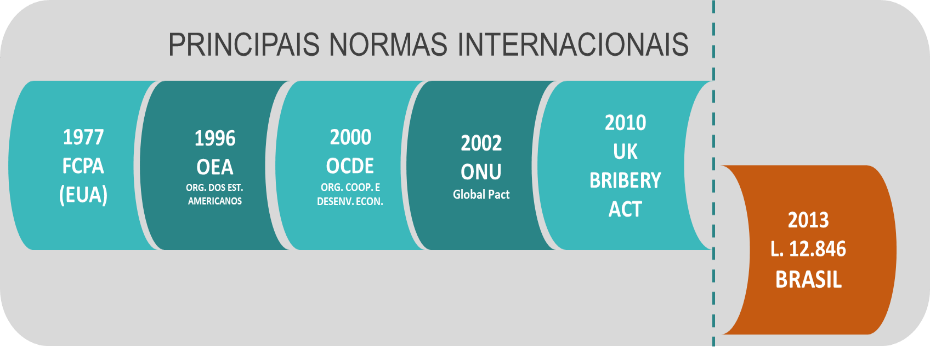 PRINCIPAIS NORMAS INTERNACIONAIS
1977
FCPA
(EUA)
1996
OEA
ORG. DOS EST.
AMERICANOS
2000
OCDE
ORG. COOP. E
DESENV. ECON.
2002
ONU
Global Pact
2010
UK
BRIBERY
ACT
2013
L. 12.846
BRASIL